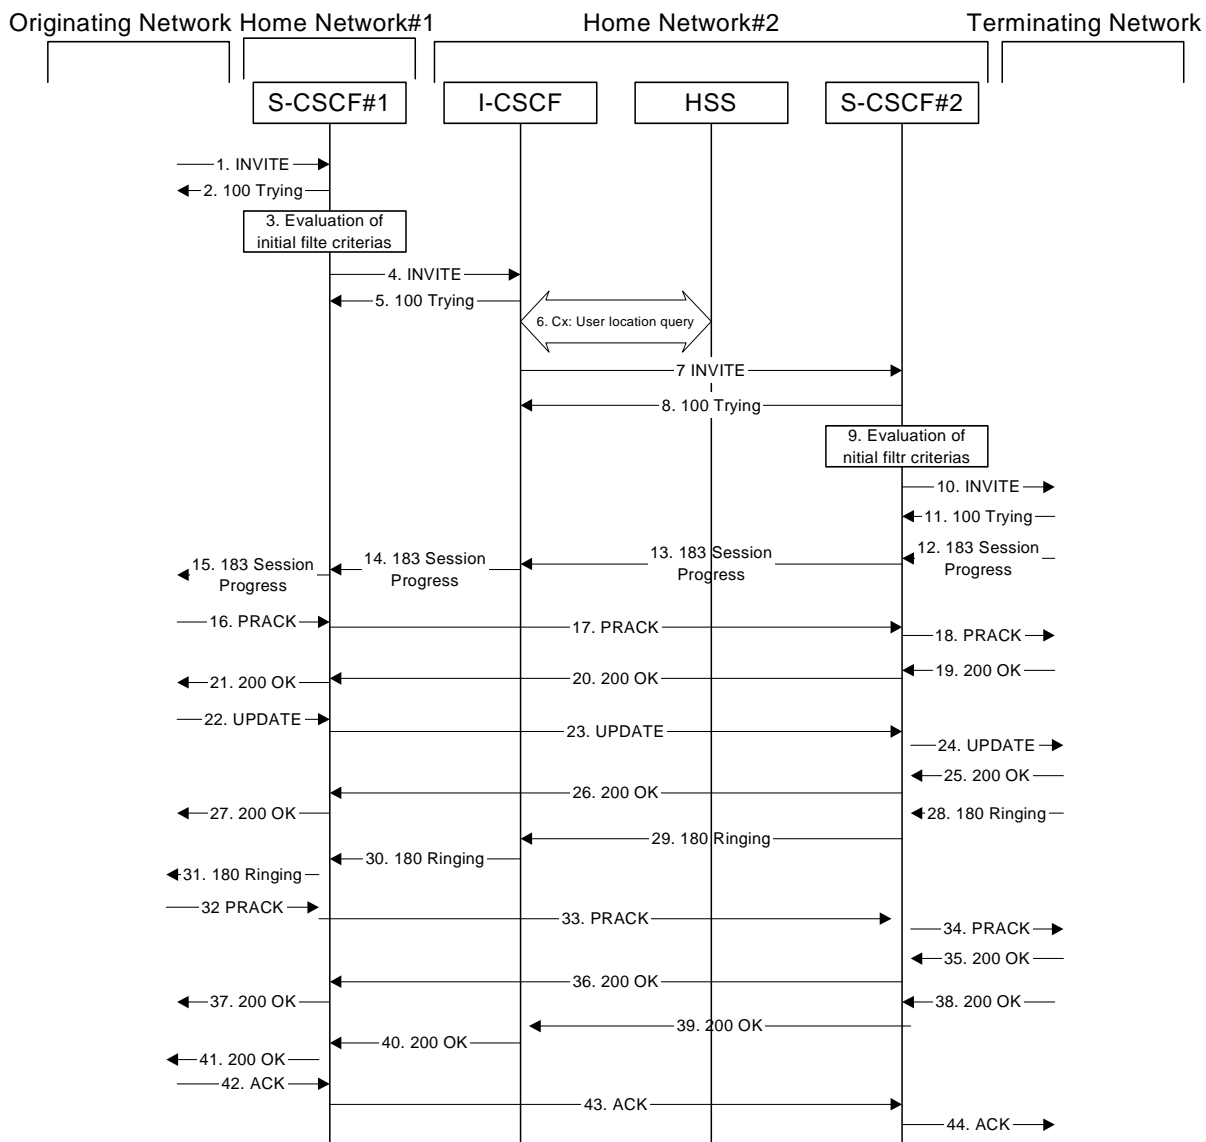 Originating Network Home Network#1 Home Network#2 Terminating Network
S-CSCF#1 I-CSCF HSS S-CSCF#2
1. INVITE
2. 100 Trying
3. Evaluation of
initial filte criterias
4. INVITE
5. 100 Trying
6. Cx: User location query
7 INVITE
8. 100 Trying
9. Evaluation of
nitial filtr criterias
10. INVITE
11. 100 Trying
12. 183 Session
Progress
13. 183 Session
Progress
14. 183 Session
Progress
15. 183 Session
Progress
16. PRACK
17. PRACK
18. PRACK
19. 200 OK
20. 200 OK
21. 200 OK
22. UPDATE
23. UPDATE
24. UPDATE
25. 200 OK
26. 200 OK
27. 200 OK
28. 180 Ringing
29. 180 Ringing
30. 180 Ringing
31. 180 Ringing
32 PRACK
33. PRACK
34. PRACK
35. 200 OK
36. 200 OK
37. 200 OK
38. 200 OK
39. 200 OK
40. 200 OK
41. 200 OK
42. ACK
43. ACK
44. ACK